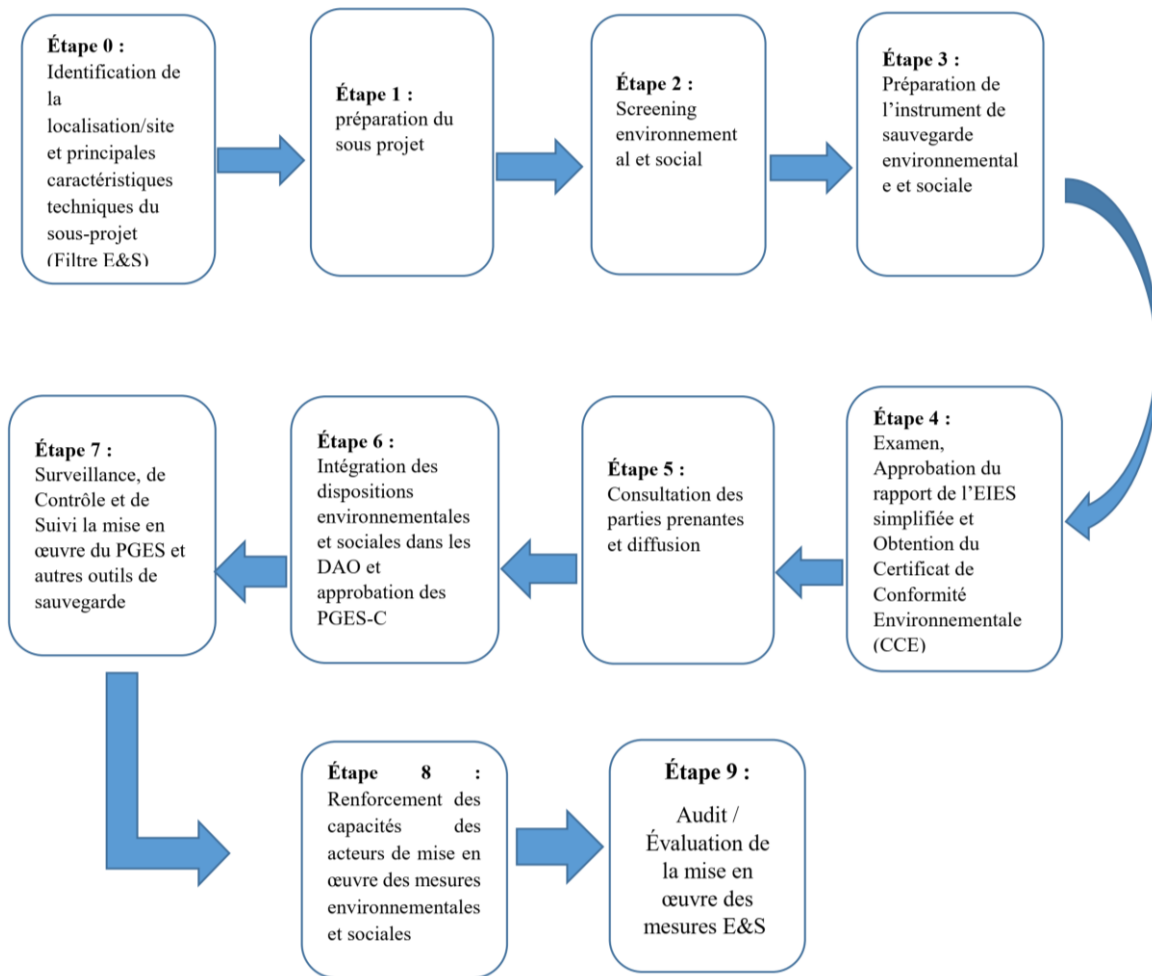 Étape 0 :
Identification de
la
localisation/site
et principales
caractéristiques
techniques du
sous-projet
(Filtre E&S)
Étape 1 :
préparation du
sous projet
Étape 2 :
Screening
environnement
al et social
Étape 3 :
Préparation de
l’instrument de
sauvegarde
environnemental
e et sociale
Étape 4 :
Examen,
Approbation du
rapport de l’EIES
simplifiée et
Obtention du
Certificat de
Conformité
Environnementale
(CCE)
Étape 5 :
Consultation des
parties prenantes
et diffusion
Étape 6 :
Intégration des
dispositions
environnementales
et sociales dans les
DAO et
approbation des
PGES-C
Étape 7 :
Surveillance, de
Contrôle et de
Suivi la mise en
œuvre du PGES et
autres outils de
sauvegarde
Étape 8 :
Renforcement des
capacités des
acteurs de mise en
œuvre des mesures
environnementales
et sociales
Étape 9 :
Audit /
Évaluation de
la mise en
œuvre des
mesures E&S